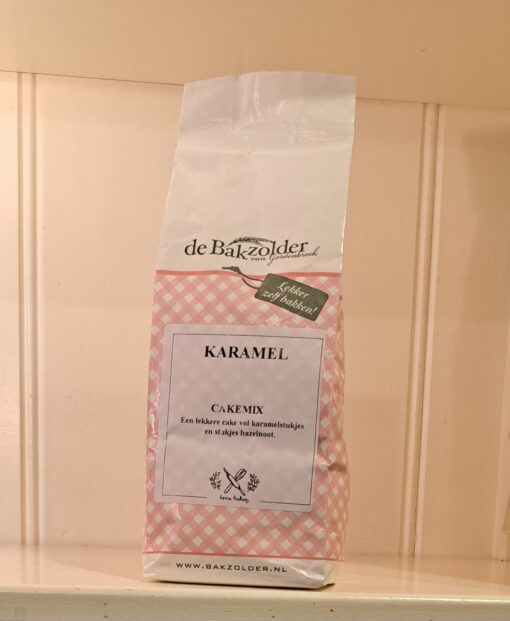 de Bakzolder
van Gardenbroek
Lekker
zelf bakken!
KARAMEL
CAKEMIX
Een lekkere cake vol karamelstukjes
en stukjes hazelnoot.
home
WWW.BAKZOLDER.NL